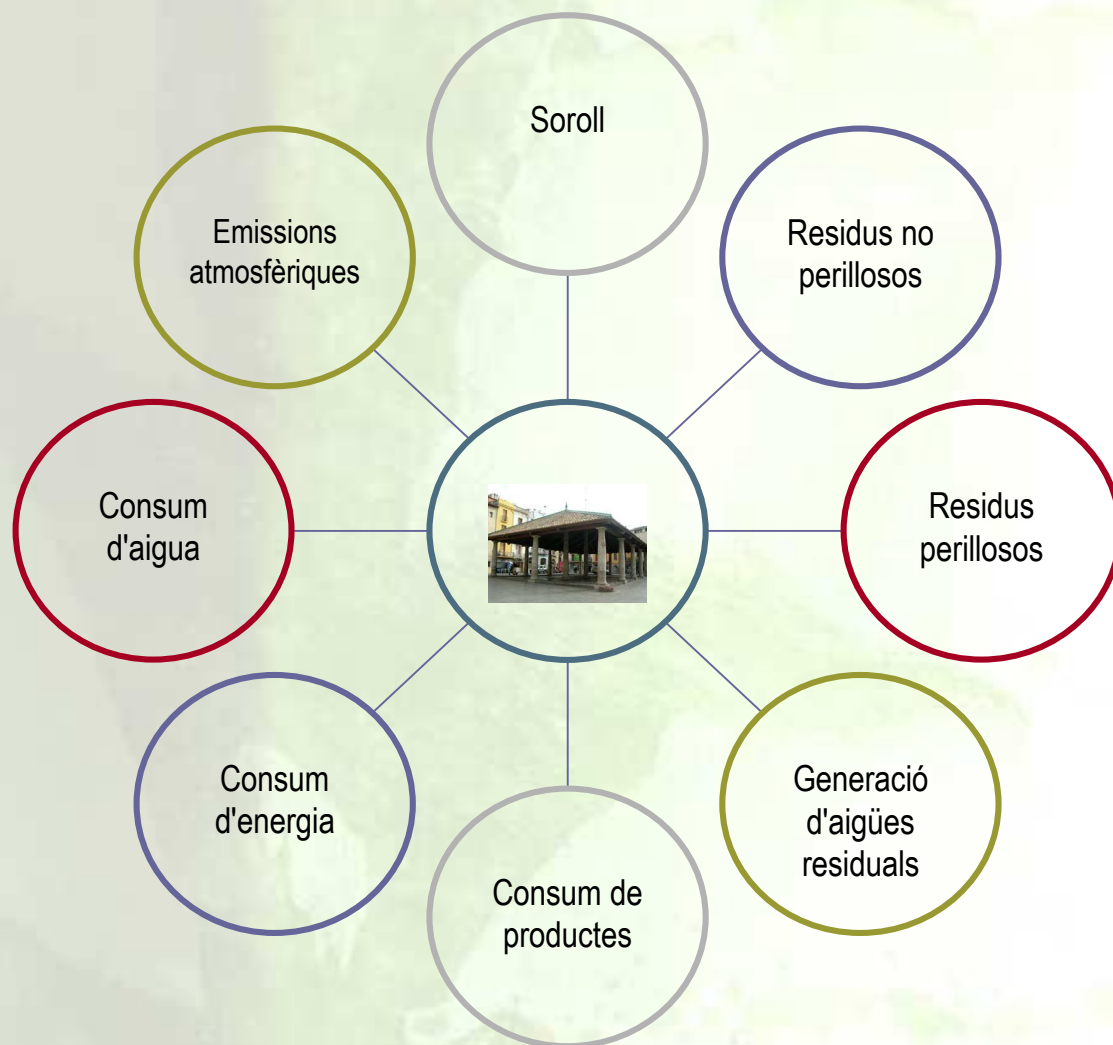 Soroll
Emissions
atmosfèriques
Residus no
perillosos
Consum
d'aigua
Residus
perillosos
Consum
d'energia
Generació
d'aigües
residuals
Consum de
productes